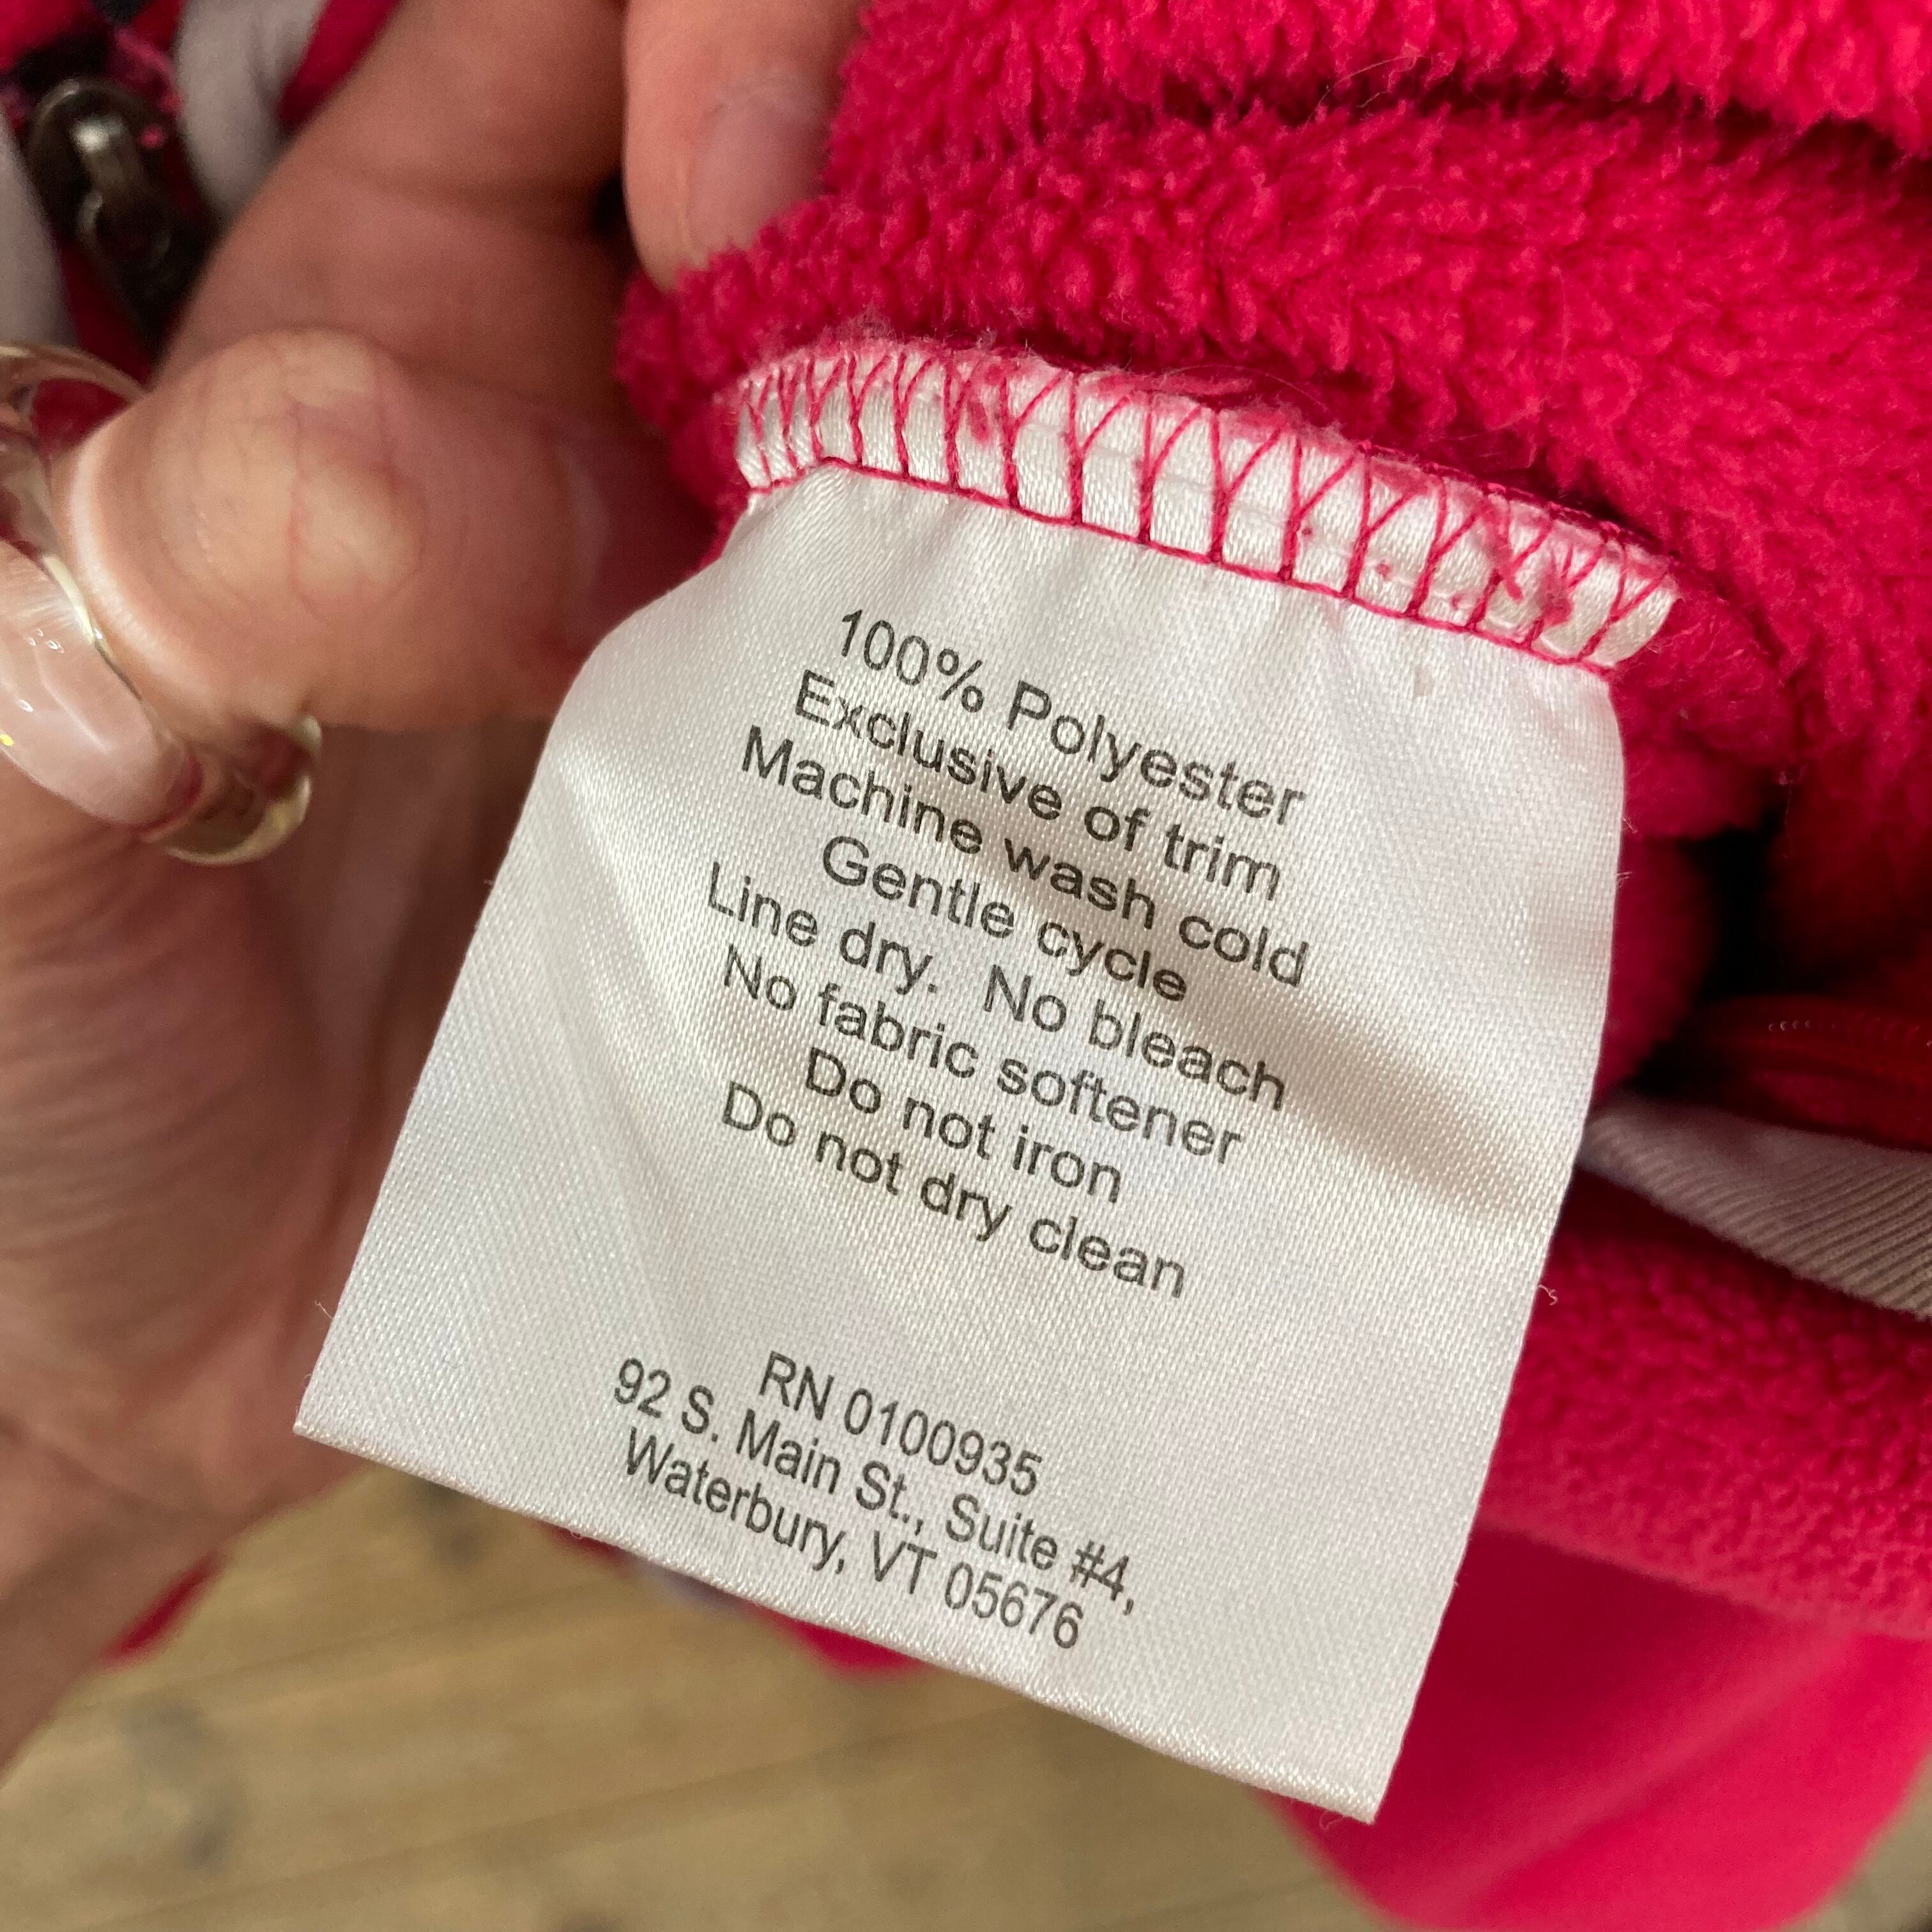 100% Polyester
Exclusive of trim
Machine wash cold
Gentle cycle
Line dry.  No bleach
No fabric softener
Do not iron
Do not dry clean
RN 0100935
92 S. Main St., Suite #4,
Waterbury, VT 05676